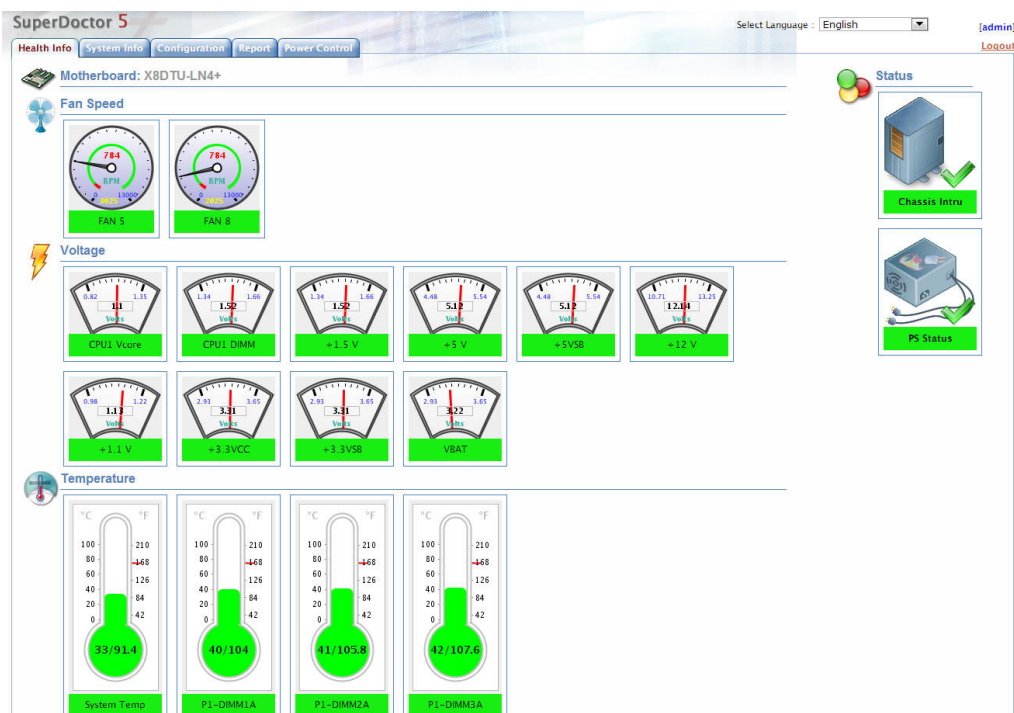 SuperDoctor 5
Select Language : English
[admin]
Health Info System Info Configuration Report Power Control
Logout
Motherboard: X8DTU-LN4+
Status
Fan Speed
784 784
RPM RPM
0 13000 0 13000
2025 2025
FAN 5 FAN 8
Chassis Intru
Voltage
0.82 1.35 1.34 1.66 1.34 1.66 4.48 5.54 4.48 5.54 10.71 13.25
1.1 1.52 1.52 5.12 5.12 12.14
Volts Volts Volts Volts Volts Volts
CPU1 Vcore CPU1 DIMM +1.5 V +5 V +5VSB +12 V
PS Status
0.98 1.22 2.93 3.65 2.93 3.65 2.93 3.65
1.13 3.31 3.31 3.22
Volts Volts Volts Volts
+1.1 V +3.3VCC +3.3VSB VBAT
Temperature
°C °F °C °F °C °F °C °F
100 210 100 210 100 210 100 210
80 168 80 168 80 168 80 168
60 126 60 126 60 126 60 126
40 84 40 84 40 84 40 84
20 42 20 42 20 42 20 42
0 0 0 0
33/91.4 40/104 41/105.8 42/107.6
System Temp P1-DIMM1A P1-DIMM2A P1-DIMM3A